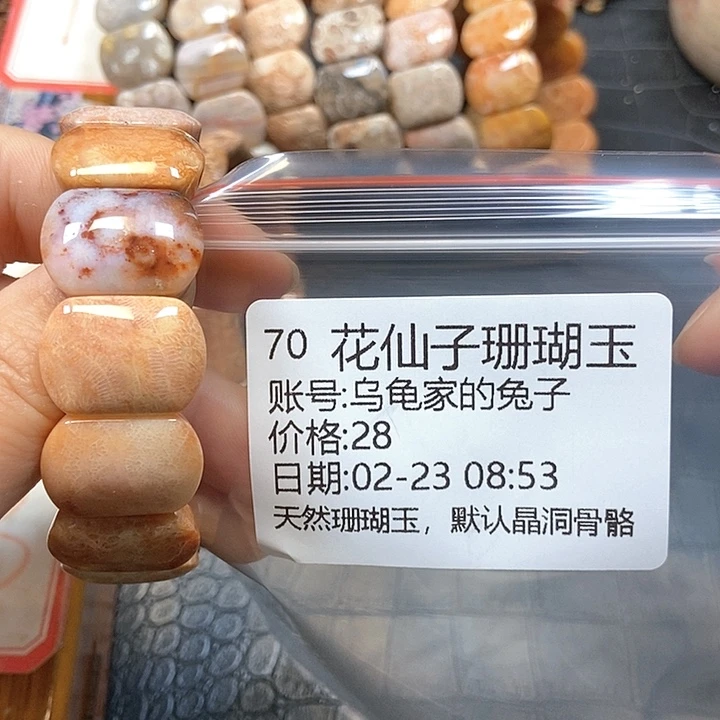 70 花仙子珊瑚玉
账号:乌龟家的兔子
价格:28
日期:02-23 08:53
天然珊瑚玉，默认晶洞骨骼